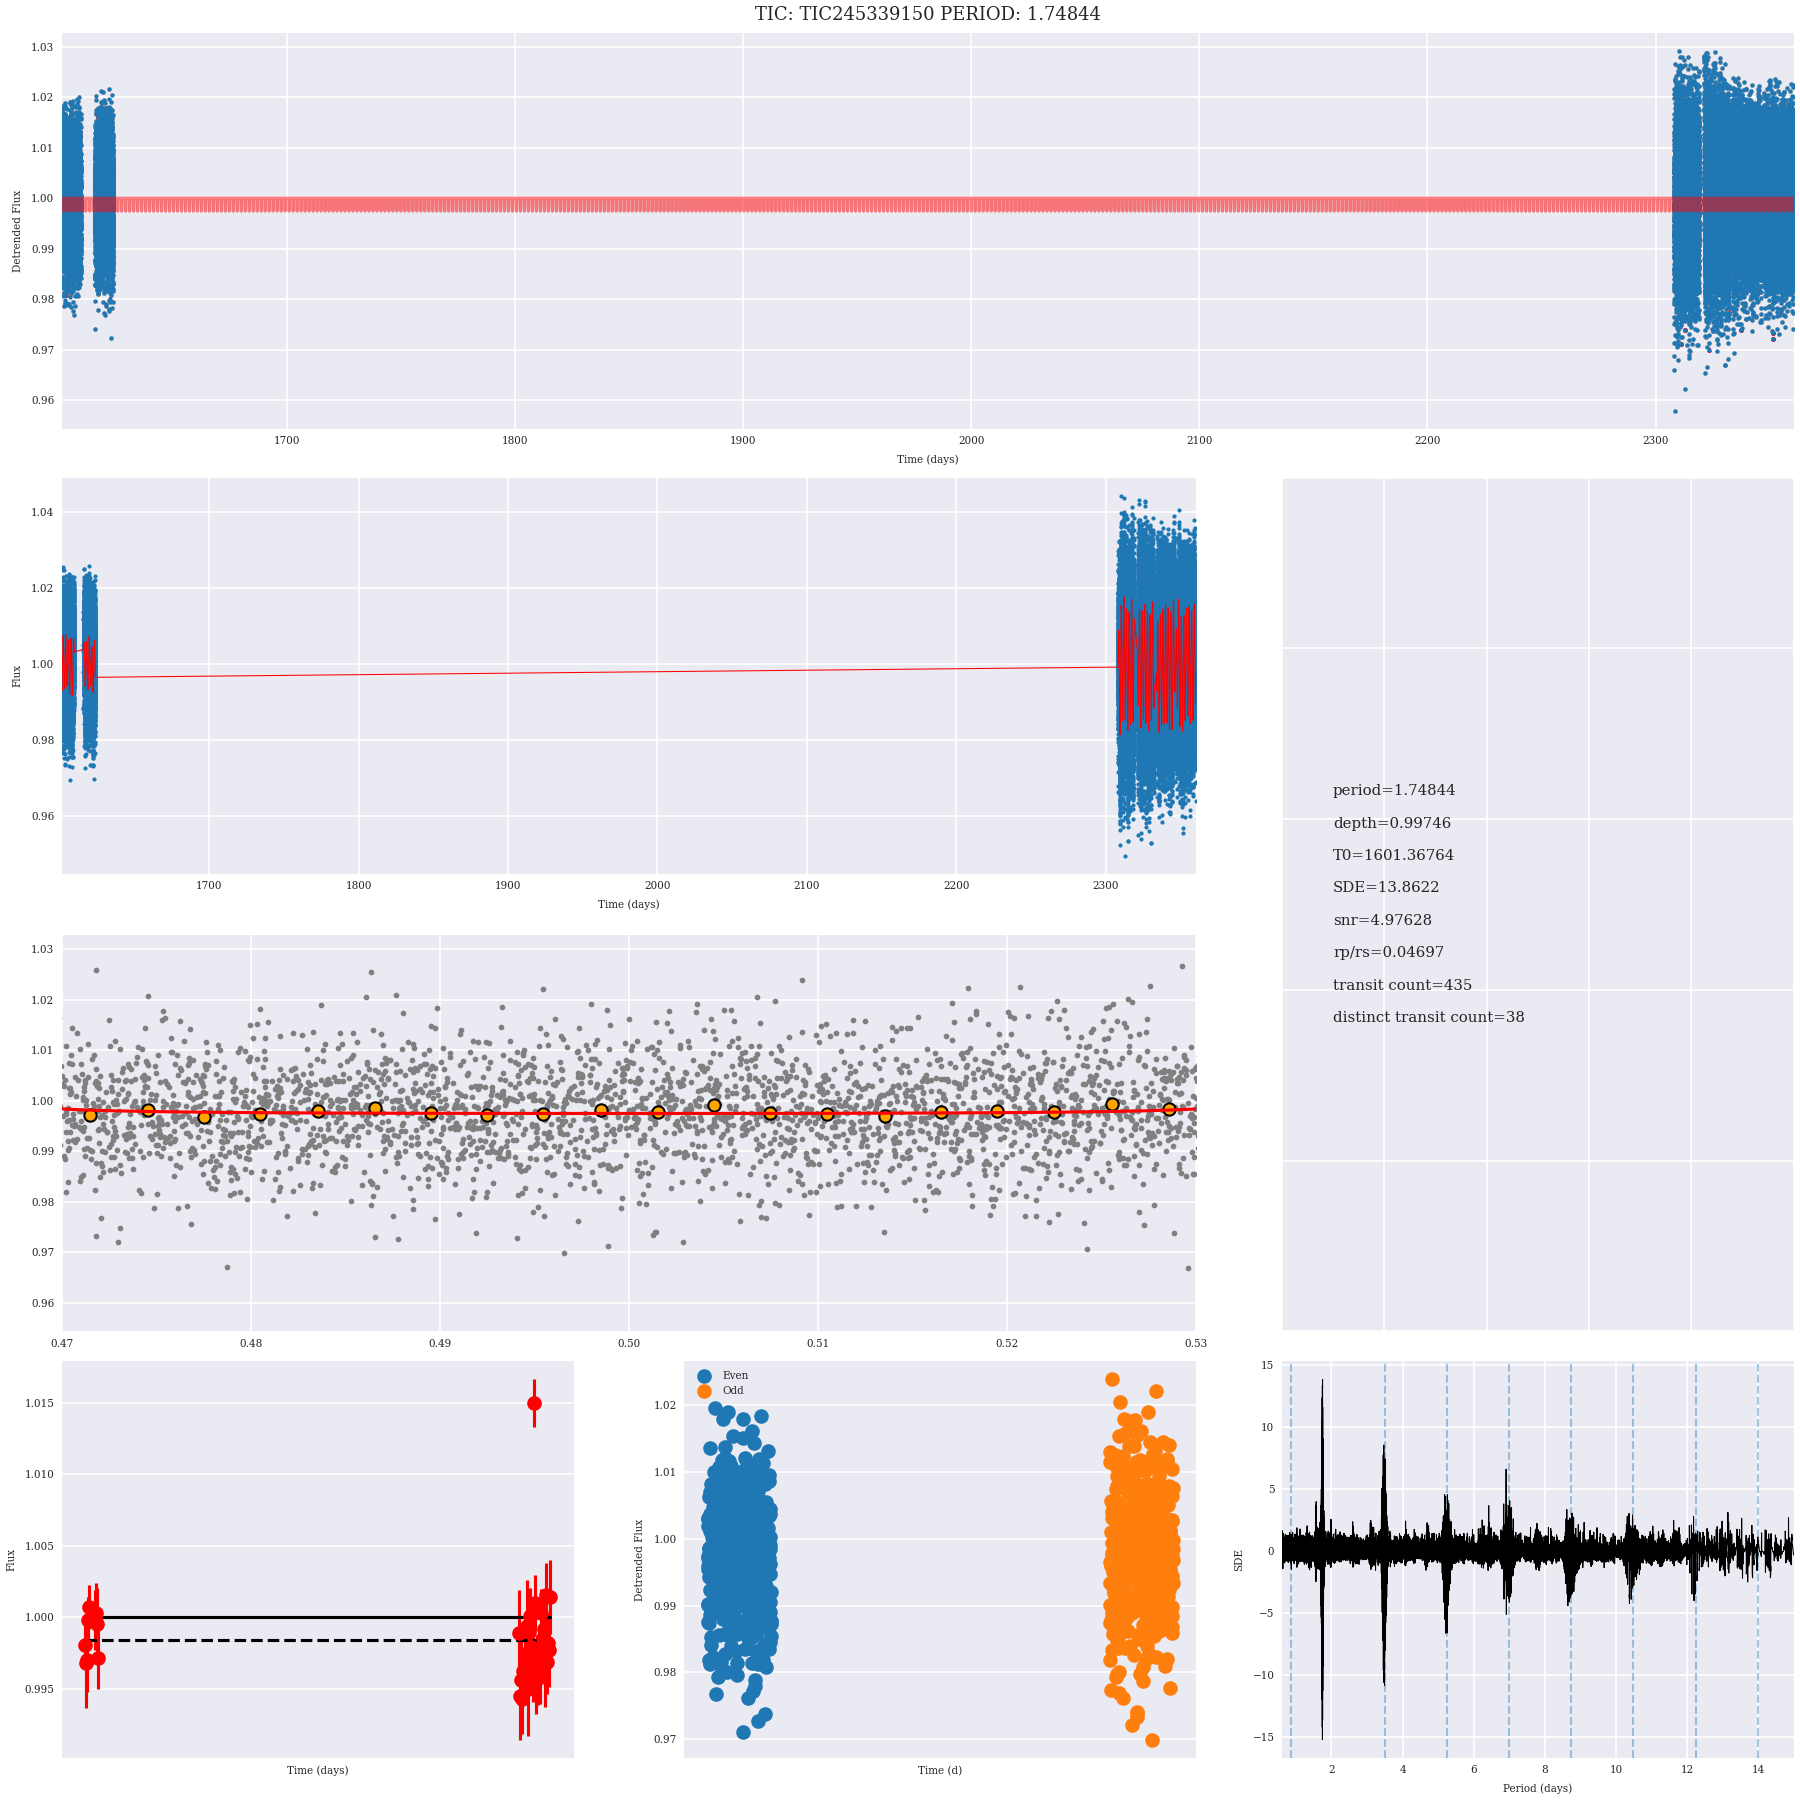 TIC: TIC245339150 PERIOD: 1.74844
1.03
1.02
1.01
1.00
0.99
0.98
0.97
0.96
Detrended Flux
1700 1800 1900 2000 2100 2200 2300
Time (days)
1.04
1.02
1.00
0.98
0.96
Flux
1700 1800 1900 2000 2100 2200 2300
Time (days)
period=1.74844
depth=0.99746
T0=1601.36764
SDE=13.8622
snr=4.97628
rp/rs=0.04697
transit count=435
distinct transit count=38
1.03
1.02
1.01
1.00
0.99
0.98
0.97
0.96
0.47 0.48 0.49 0.50 0.51 0.52 0.53
1.015
1.010
1.005
1.000
0.995
Flux
Time (days)
Even
Odd
1.02
1.01
1.00
0.99
0.98
0.97
Detrended Flux
Time (d)
15
10
5
0
−5
−10
−15
SDE
2 4 6 8 10 12 14
Period (days)